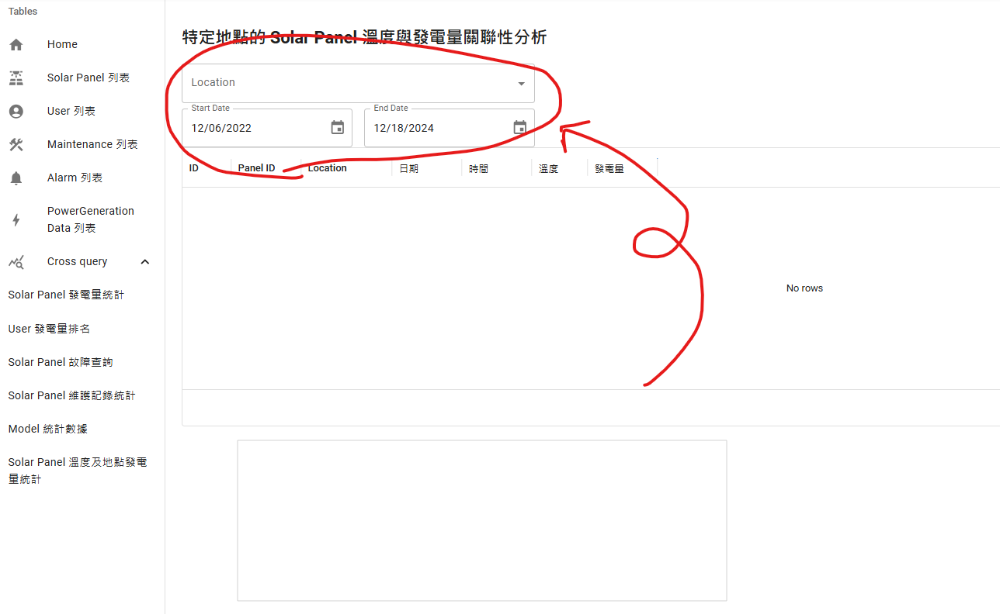 Tables
Home
Solar Panel 列表
User 列表
Maintenance 列表
Alarm 列表
PowerGeneration
Data 列表
Cross query
Solar Panel 發電量統計
User 發電量排名
Solar Panel 故障查詢
Solar Panel 維護記錄統計
Model 統計數據
Solar Panel 溫度及地點發電
量統計
特定地點的 Solar Panel 溫度與發電量關聯性分析
Location
Start Date End Date
12/06/2022 12/18/2024
ID Panel ID Location 日期 時間 溫度 發電量
No rows